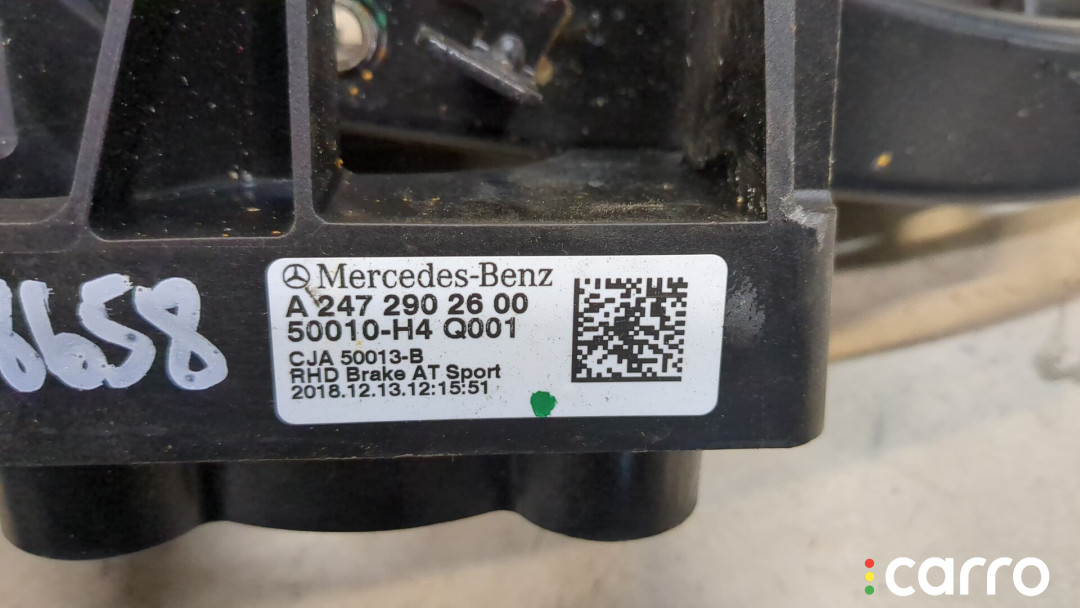 Mercedes-Benz
A 247 290 26 00
50010-H4 Q001
CJA 50013-B
RHD Brake AT Sport
2018.12.13.12:15:51
8658
carro